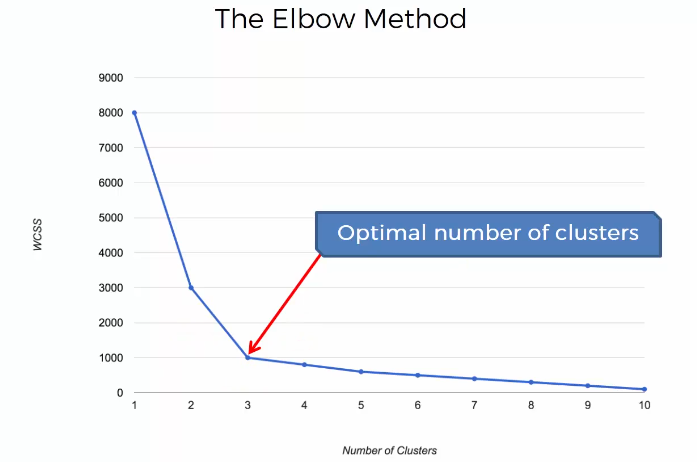 The Elbow Method
9000
8000
7000
6000
5000
4000
3000
2000
1000
0
WCSS
Optimal number of clusters
1 2 3 4 5 6 7 8 9 10
Number of Clusters